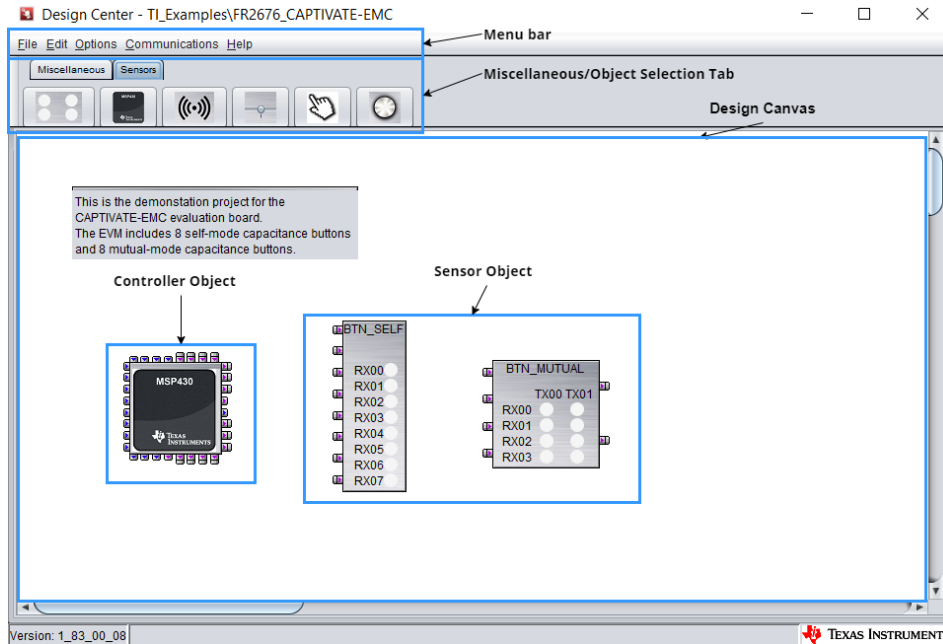 Design Center - TI_Examples\FR2676_CAPTIVATE-EMC
File Edit Options Communications Help
Menu bar
Miscellaneous Sensors
Miscellaneous/Object Selection Tab
MSP430
Design Canvas
This is the demonstation project for the
CAPTIVATE-EMC evaluation board.
The EVM includes 8 self-mode capacitance buttons
and 8 mutual-mode capacitance buttons.
Controller Object
Sensor Object
MSP430
TEXAS
INSTRUMENTS
BTN_SELF
RX00
RX01
RX02
RX03
RX04
RX05
RX06
RX07
BTN_MUTUAL
TX00 TX01
RX00
RX01
RX02
RX03
Version: 1_83_00_08
TEXAS INSTRUMENT